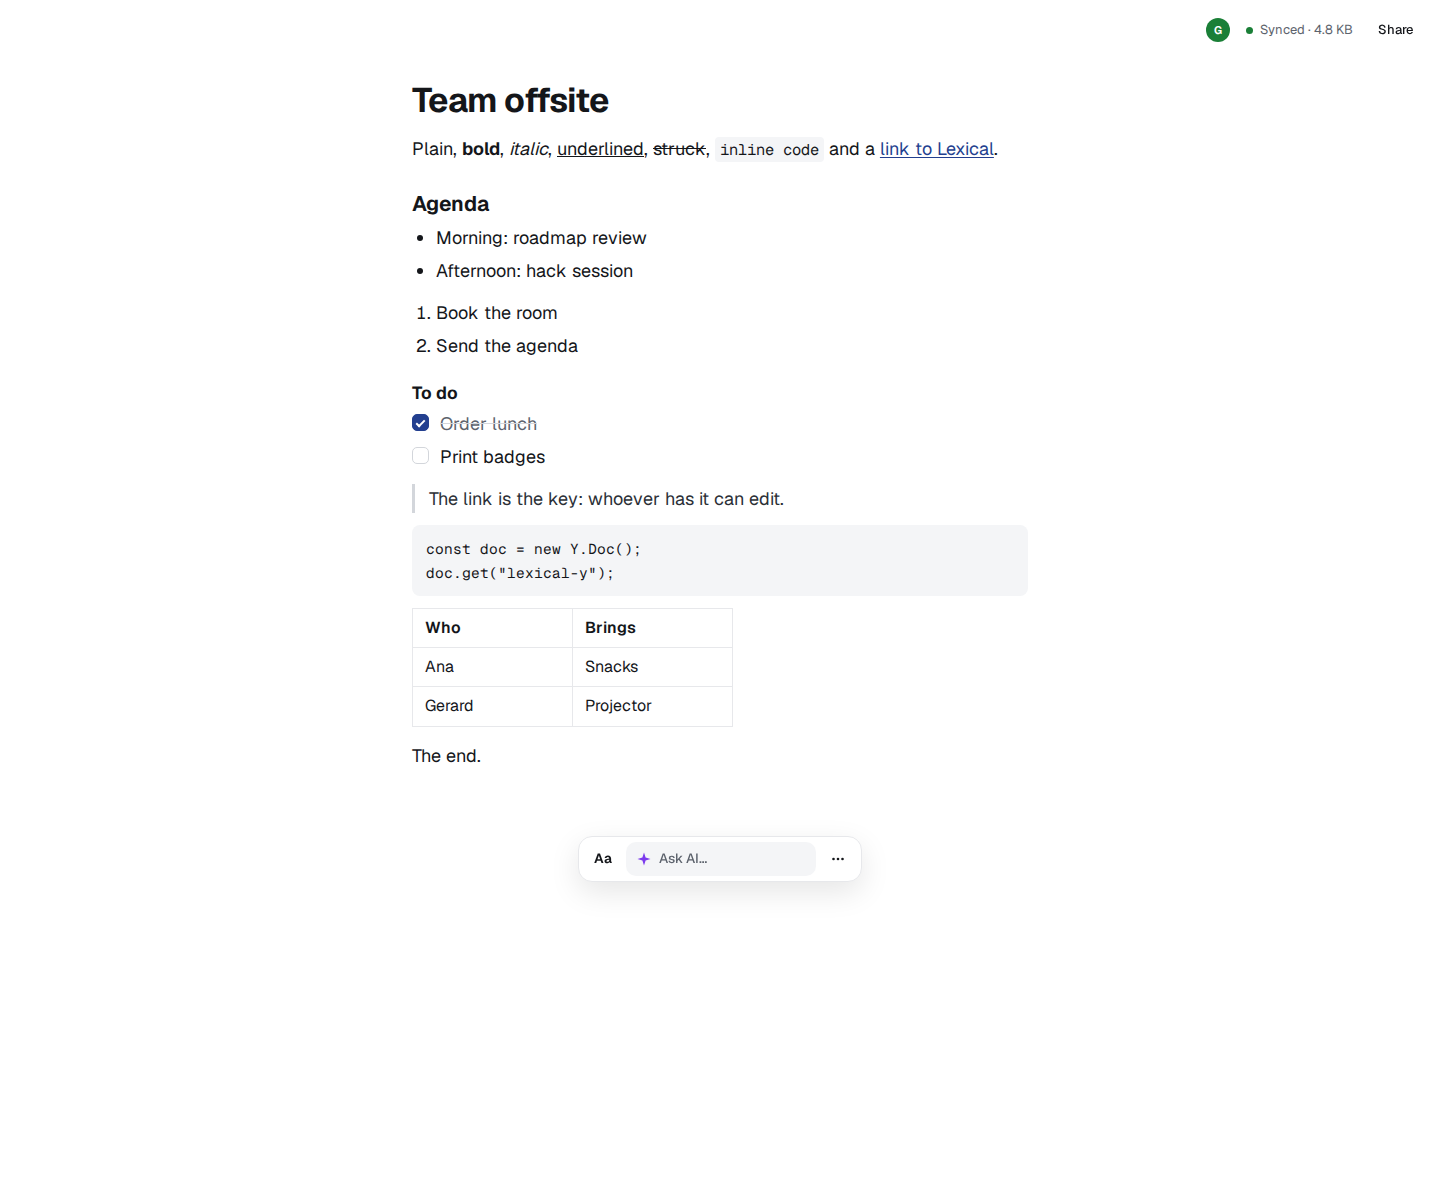 G
Synced · 4.8 KB
Share
Team offsite
Plain, bold, italic, underlined, struck, inline code and a link to Lexical.
Agenda
• Morning: roadmap review
• Afternoon: hack session
1. Book the room
2. Send the agenda
To do
Order lunch
Print badges
The link is the key: whoever has it can edit.
const doc = new Y.Doc();
doc.get("lexical-y");
Who Brings
Ana Snacks
Gerard Projector
The end.
Aa Ask AI… ···